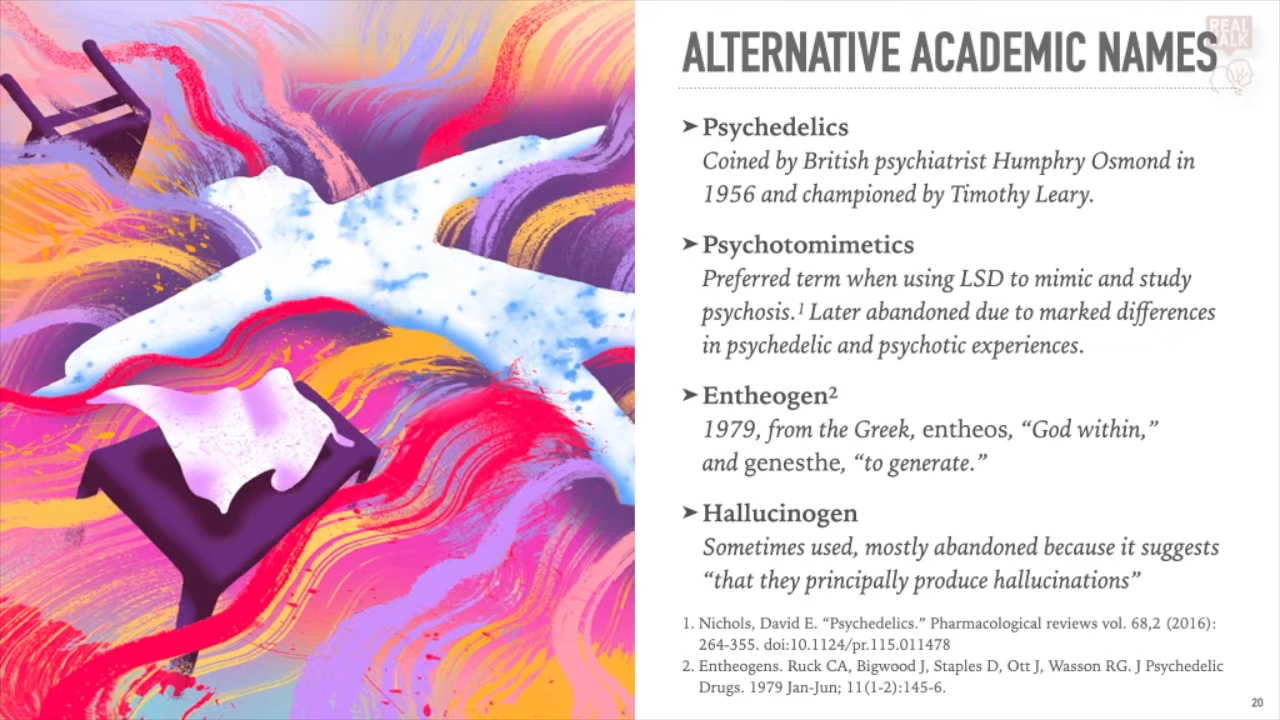 REAL
TALK
ALTERNATIVE ACADEMIC NAMES
➤ Psychedelics
Coined by British psychiatrist Humphry Osmond in
1956 and championed by Timothy Leary.
➤ Psychotomimetics
Preferred term when using LSD to mimic and study
psychosis.¹ Later abandoned due to marked differences
in psychedelic and psychotic experiences.
➤ Entheogen²
1979, from the Greek, entheos, “God within,”
and genesthe, “to generate.”
➤ Hallucinogen
Sometimes used, mostly abandoned because it suggests
“that they principally produce hallucinations”
1. Nichols, David E. “Psychedelics.” Pharmacological reviews vol. 68,2 (2016):
264-355. doi:10.1124/pr.115.011478
2. Entheogens. Ruck CA, Bigwood J, Staples D, Ott J, Wasson RG. J Psychedelic
Drugs. 1979 Jan-Jun; 11(1-2):145-6.
20